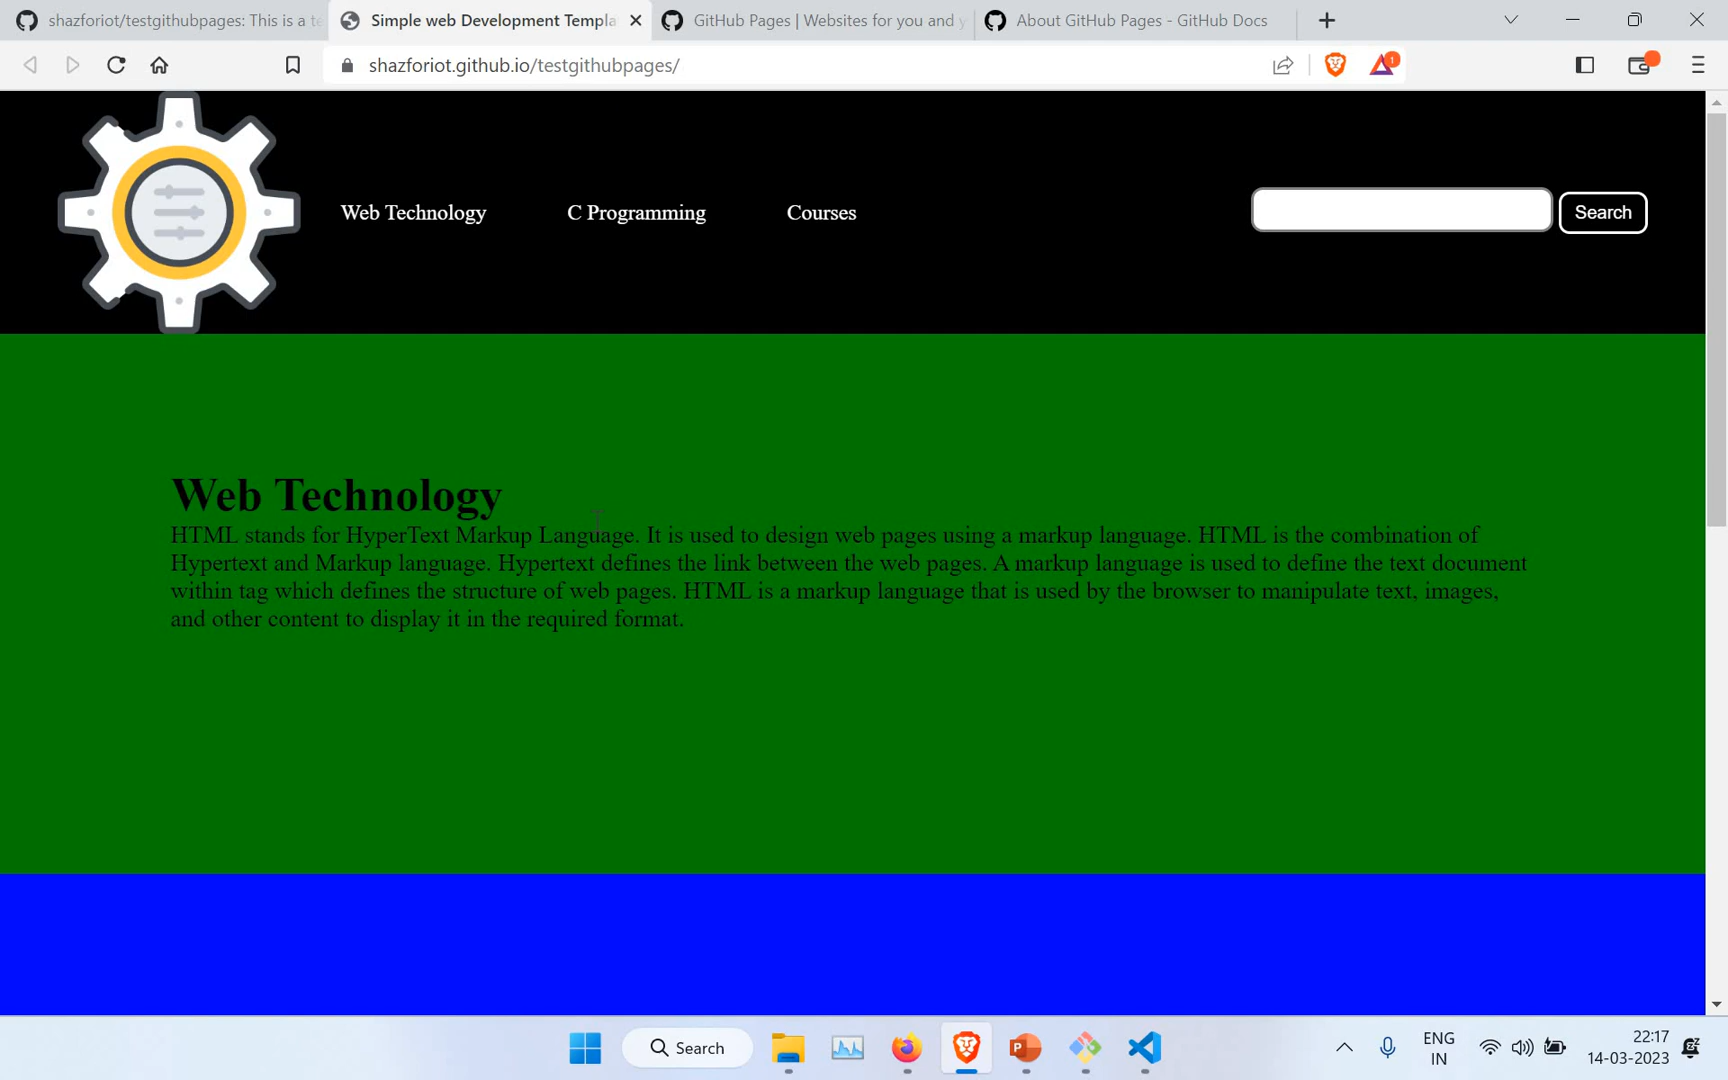 shazforiot/testgithubpages: This is a te
Simple web Development Templa
GitHub Pages | Websites for you and y
About GitHub Pages - GitHub Docs
shazforiot.github.io/testgithubpages/
1
Web Technology
C Programming
Courses
Search
Web Technology
HTML stands for HyperText Markup Language. It is used to design web pages using a markup language. HTML is the combination of
Hypertext and Markup language. Hypertext defines the link between the web pages. A markup language is used to define the text document
within tag which defines the structure of web pages. HTML is a markup language that is used by the browser to manipulate text, images,
and other content to display it in the required format.
Search
ENG
IN
22:17
14-03-2023